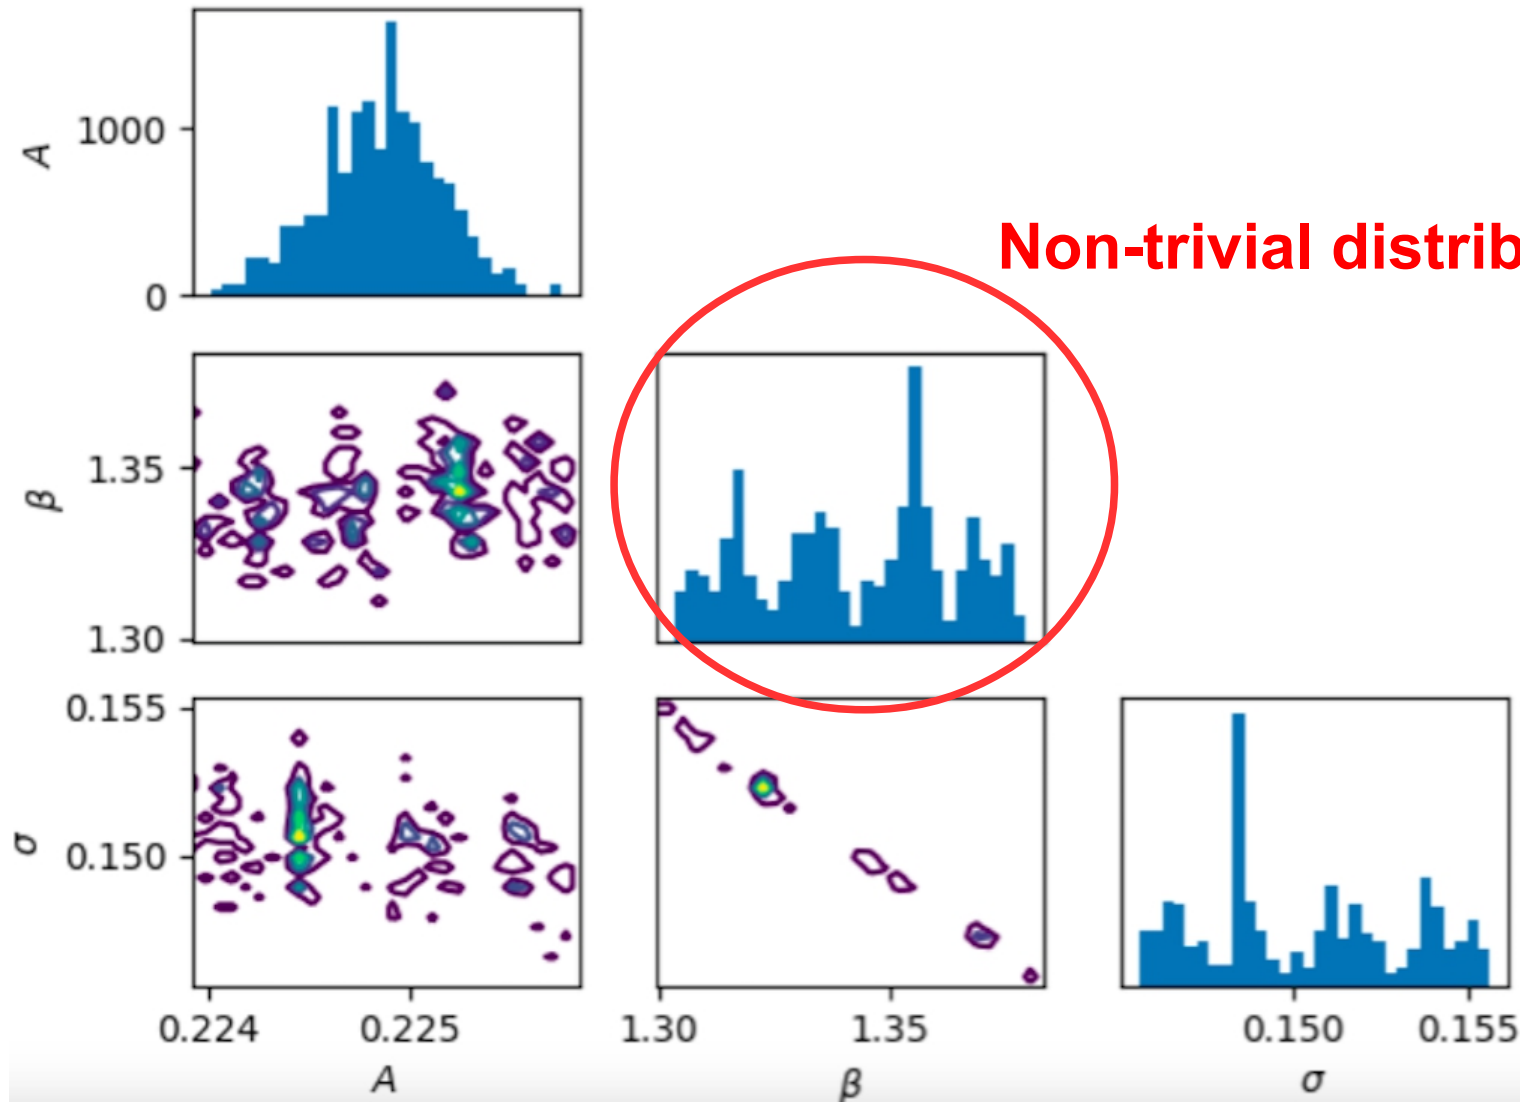 A
1000
0
Non-trivial distrib
β
1.35
1.30
σ
0.155
0.150
0.224 0.225
1.30 1.35
0.150 0.155
A
β
σ